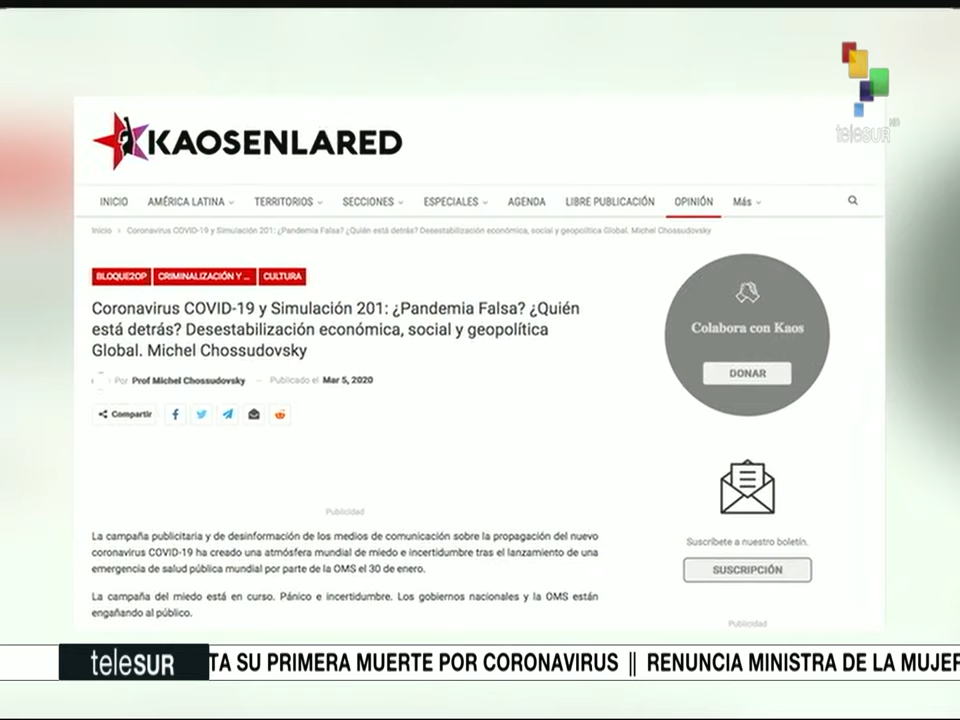 teleSUR
HD
KAOSENLARED
INICIO AMÉRICA LATINA TERRITORIOS SECCIONES ESPECIALES AGENDA LIBRE PUBLICACIÓN OPINIÓN Más
Inicio › Coronavirus COVID-19 y Simulación 201: ¿Pandemia Falsa? ¿Quién está detrás? Desestabilización económica, social y geopolítica Global. Michel Chossudovsky
BLOQUE2OP CRIMINALIZACIÓN Y ... CULTURA
Coronavirus COVID-19 y Simulación 201: ¿Pandemia Falsa? ¿Quién
está detrás? Desestabilización económica, social y geopolítica
Global. Michel Chossudovsky
Por Prof Michel Chossudovsky — Publicado el Mar 5, 2020
Compartir
Publicidad
La campaña publicitaria y de desinformación de los medios de comunicación sobre la propagación del nuevo
coronavirus COVID-19 ha creado una atmósfera mundial de miedo e incertidumbre tras el lanzamiento de una
emergencia de salud pública mundial por parte de la OMS el 30 de enero.
La campaña del miedo está en curso. Pánico e incertidumbre. Los gobiernos nacionales y la OMS están
engañando al público.
Colabora con Kaos
DONAR
Suscríbete a nuestro boletín.
SUSCRIPCIÓN
Publicidad
teleSUR TA SU PRIMERA MUERTE POR CORONAVIRUS || RENUNCIA MINISTRA DE LA MUJER